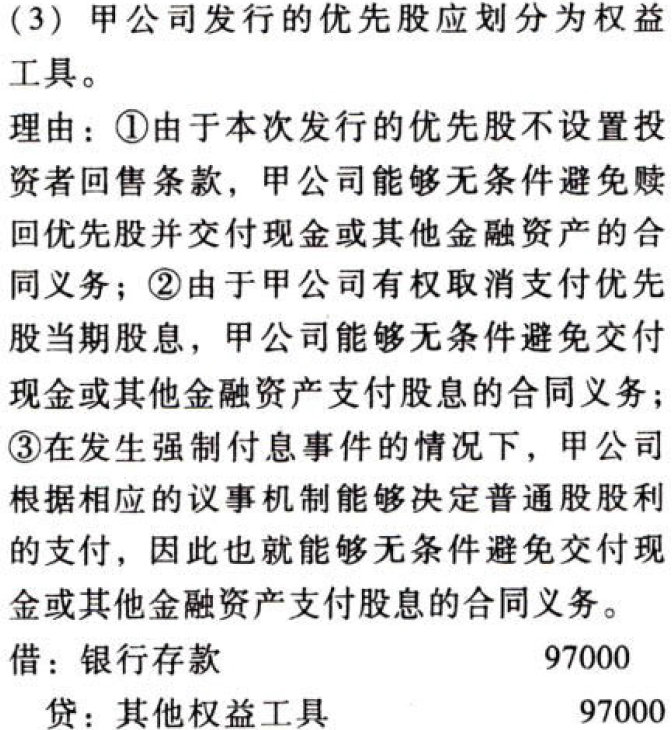 (3) 甲公司发行的优先股应划分为权益
工具。
理由：①由于本次发行的优先股不设置投
资者回售条款，甲公司能够无条件避免赎
回优先股并交付现金或其他金融资产的合
同义务；②由于甲公司有权取消支付优先
股当期股息，甲公司能够无条件避免交付
现金或其他金融资产支付股息的合同义务；
③在发生强制付息事件的情况下，甲公司
根据相应的议事机制能够决定普通股股利
的支付，因此也就能够无条件避免交付现
金或其他金融资产支付股息的合同义务。
借：银行存款 97000
贷：其他权益工具 97000